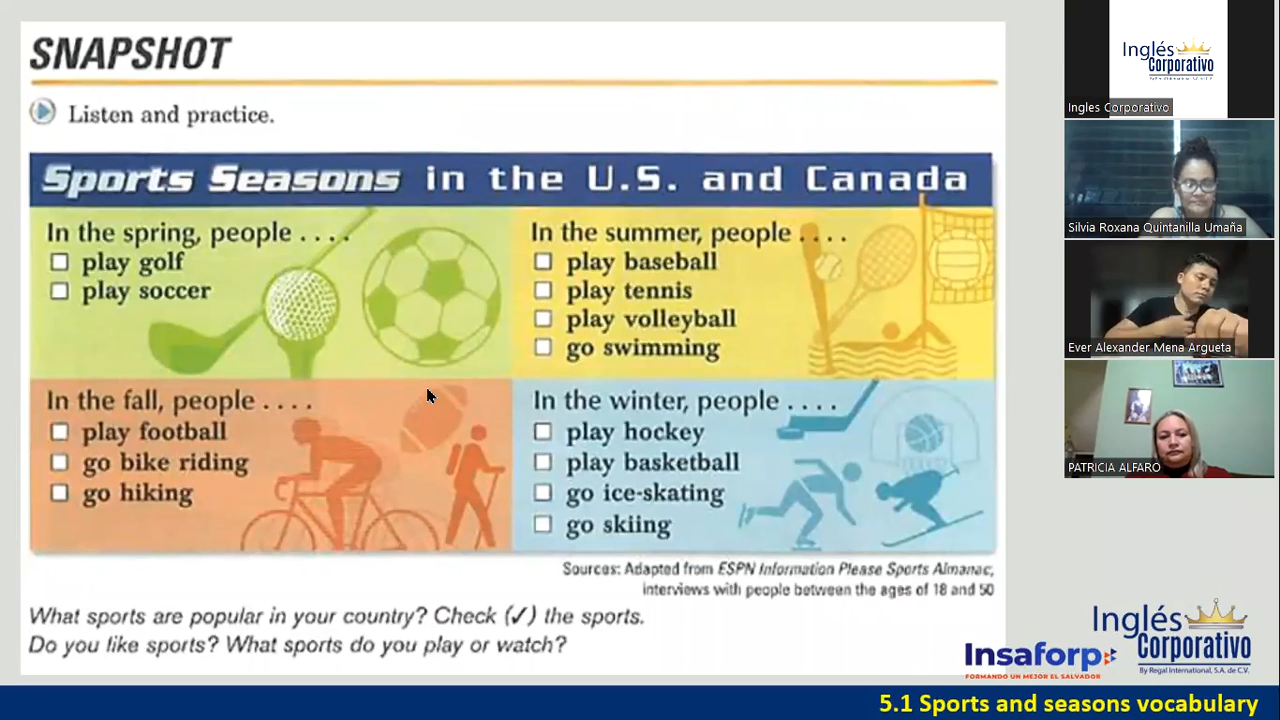 SNAPSHOT
Listen and practice.
Sports Seasons in the U.S. and Canada
In the spring, people . . . .
play golf
play soccer
In the summer, people . . . .
play baseball
play tennis
play volleyball
go swimming
In the fall, people . . . .
play football
go bike riding
go hiking
In the winter, people . . . .
play hockey
play basketball
go ice-skating
go skiing
Sources: Adapted from ESPN Information Please Sports Almanac,
interviews with people between the ages of 18 and 50
What sports are popular in your country? Check (✓) the sports.
Do you like sports? What sports do you play or watch?
Insaforp
FORMANDO UN MEJOR EL SALVADOR
Inglés
Corporativo
By Regal International, S.A. de C.V.
5.1 Sports and seasons vocabulary
Inglés
Corporativo
Ingles Corporativo
Silvia Roxana Quintanilla Umaña
Ever Alexander Mena Argueta
PATRICIA ALFARO